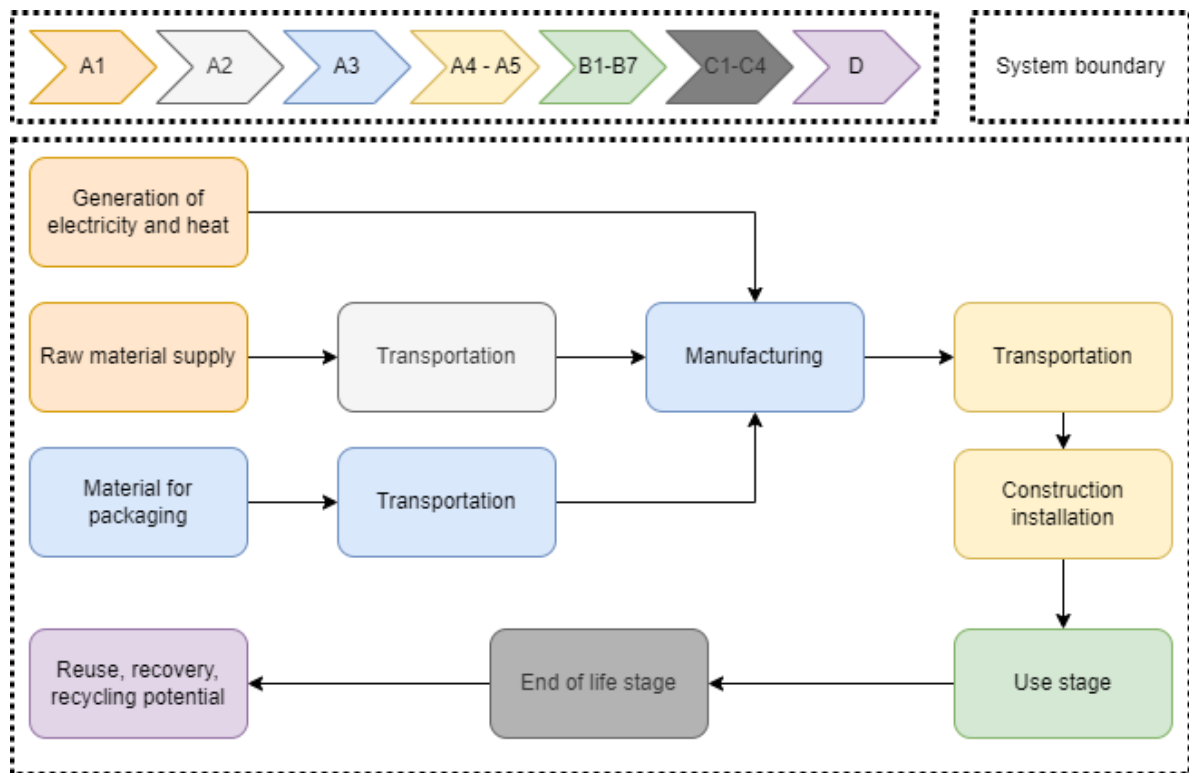 A1
A2
A3
A4 - A5
B1-B7
C1-C4
D
System boundary
Generation of
electricity and heat
Raw material supply
Transportation
Manufacturing
Transportation
Material for
packaging
Transportation
Construction
installation
Reuse, recovery,
recycling potential
End of life stage
Use stage